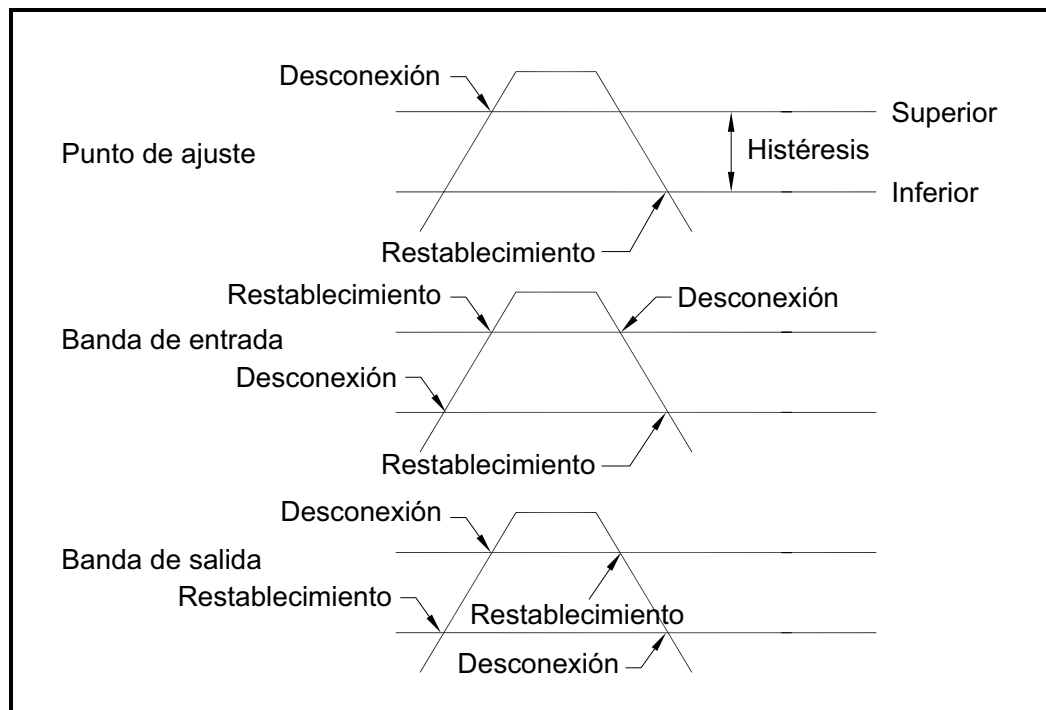 Desconexión
Superior
Punto de ajuste
Histéresis
Inferior
Restablecimiento
Restablecimiento
Desconexión
Banda de entrada
Desconexión
Restablecimiento
Desconexión
Banda de salida
Restablecimiento
Restablecimiento
Desconexión